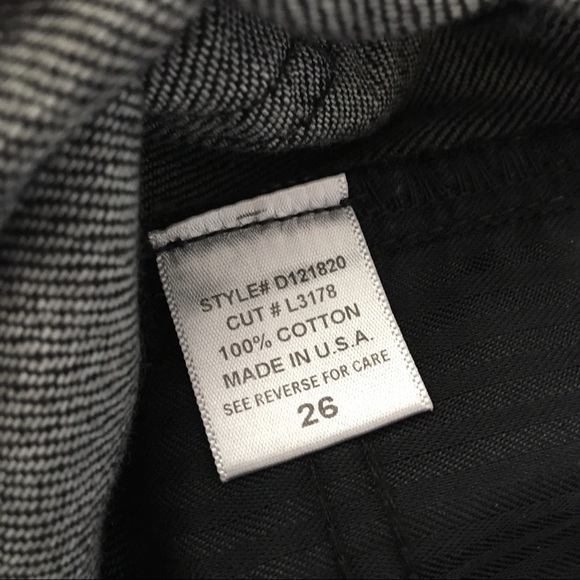 STYLE# D121820
CUT # L3178
100% COTTON
MADE IN U.S.A.
SEE REVERSE FOR CARE
26